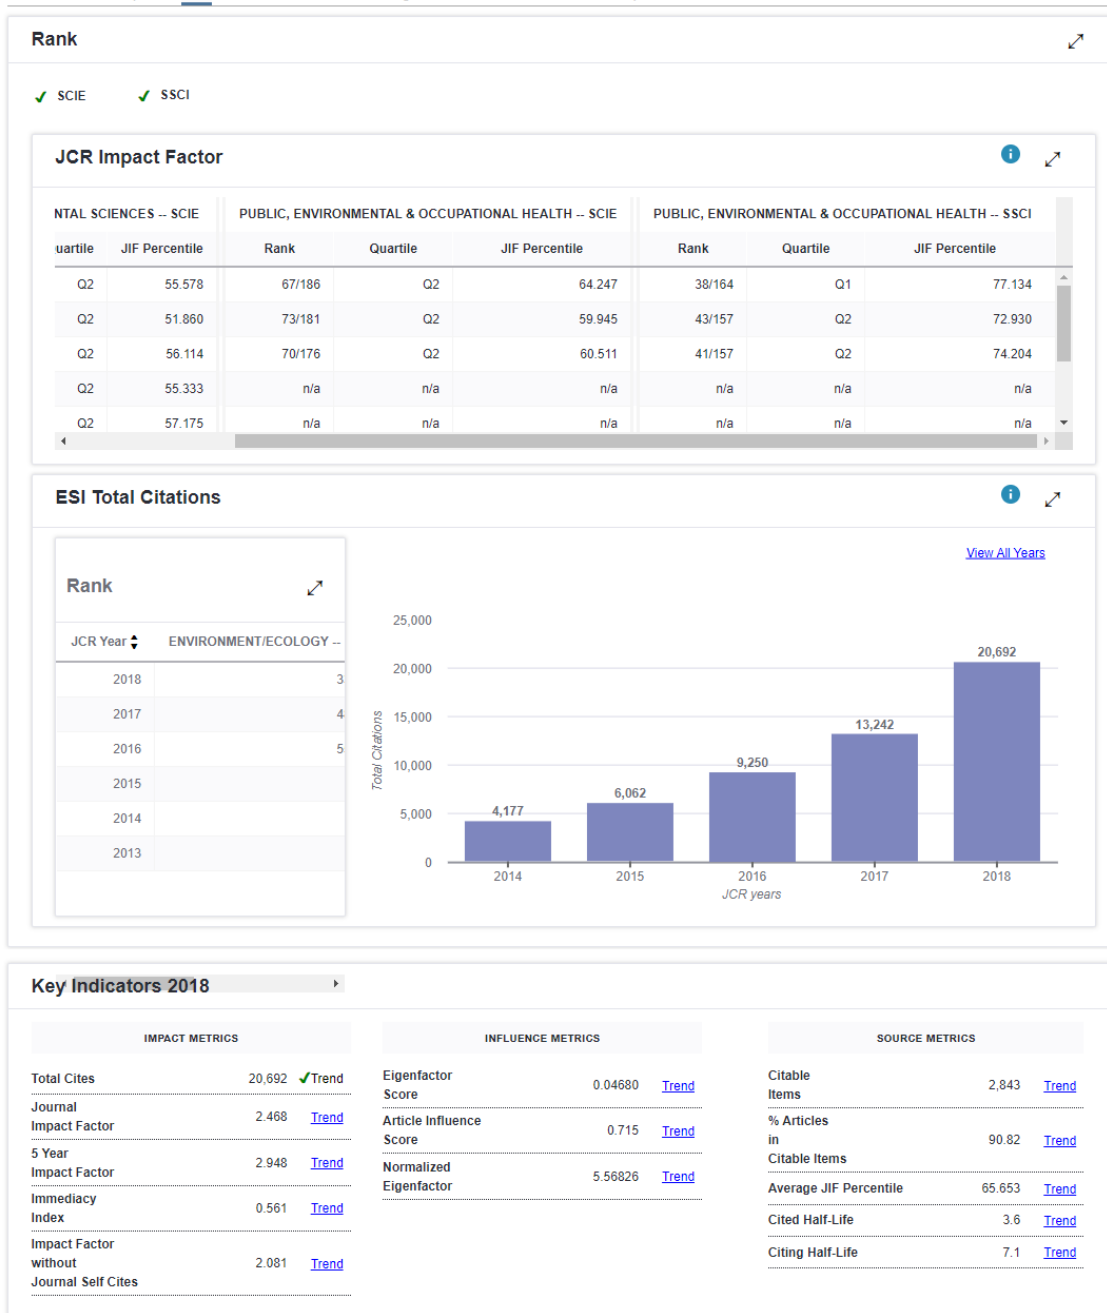 Rank
SCIE SSCI
JCR Impact Factor
NTAL SCIENCES -- SCIE PUBLIC, ENVIRONMENTAL & OCCUPATIONAL HEALTH -- SCIE PUBLIC, ENVIRONMENTAL & OCCUPATIONAL HEALTH -- SSCI
uartile JIF Percentile Rank Quartile JIF Percentile Rank Quartile JIF Percentile
Q2 55.578 67/186 Q2 64.247 38/164 Q1 77.134
Q2 51.860 73/181 Q2 59.945 43/157 Q2 72.930
Q2 56.114 70/176 Q2 60.511 41/157 Q2 74.204
Q2 55.333 n/a n/a n/a n/a n/a n/a
Q2 57.175 n/a n/a n/a n/a n/a n/a
ESI Total Citations
View All Years
Rank
JCR Year ENVIRONMENT/ECOLOGY --
2018 3
2017 4
2016 5
2015
2014
2013
25,000
20,000
15,000
10,000
5,000
0
Total Citations
4,177
6,062
9,250
13,242
20,692
2014 2015 2016 2017 2018
JCR years
Key Indicators 2018
IMPACT METRICS
Total Cites 20,692 Trend
Journal
Impact Factor 2.468 Trend
5 Year
Impact Factor 2.948 Trend
Immediacy
Index 0.561 Trend
Impact Factor
without 2.081 Trend
Journal Self Cites
INFLUENCE METRICS
Eigenfactor
Score 0.04680 Trend
Article Influence
Score 0.715 Trend
Normalized
Eigenfactor 5.56826 Trend
SOURCE METRICS
Citable
Items 2,843 Trend
% Articles
in 90.82 Trend
Citable Items
Average JIF Percentile 65.653 Trend
Cited Half-Life 3.6 Trend
Citing Half-Life 7.1 Trend